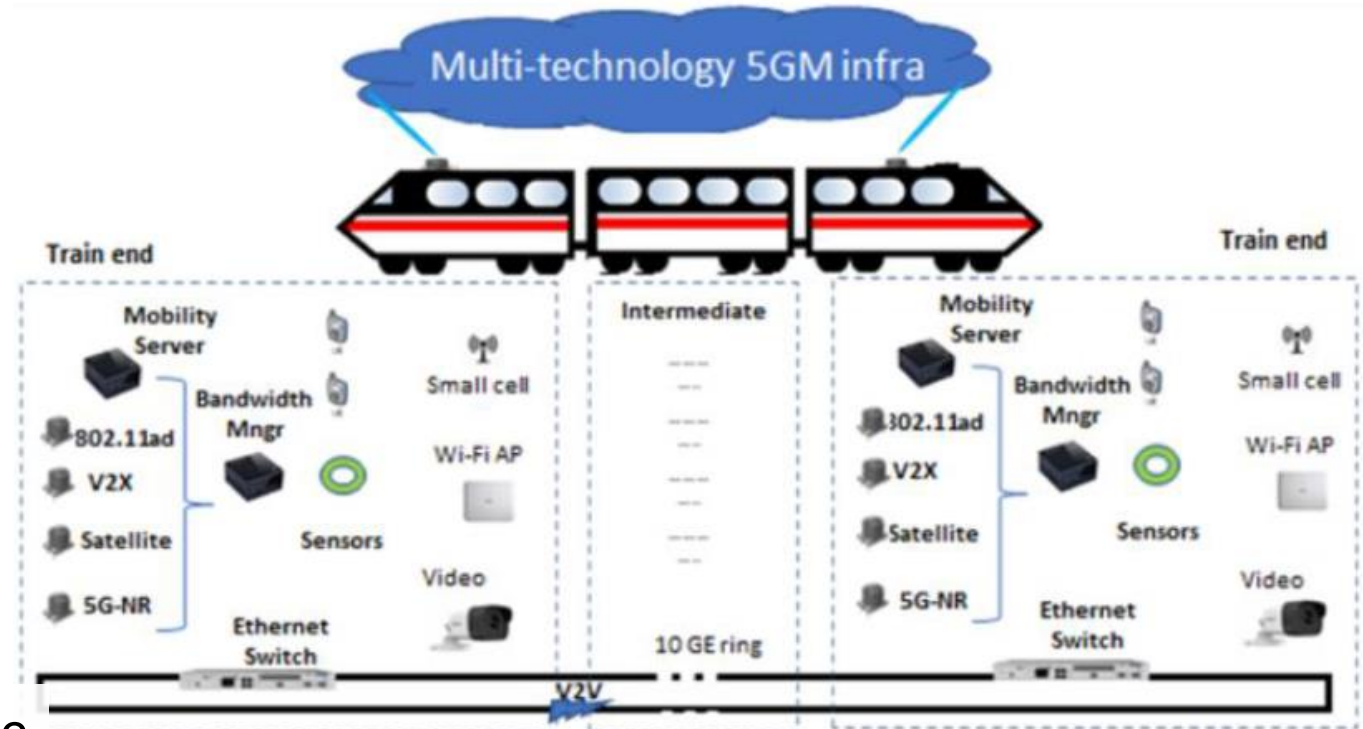 Multi-technology 5GM infra
Train end
Train end
Mobility
Server
Bandwidth
Mngr
802.11ad
V2X
Satellite
5G-NR
Small cell
Wi-Fi AP
Sensors
Video
Ethernet
Switch
Intermediate
10 GE ring
V2V
Mobility
Server
Bandwidth
Mngr
802.11ad
V2X
Satellite
5G-NR
Small cell
Wi-Fi AP
Sensors
Video
Ethernet
Switch